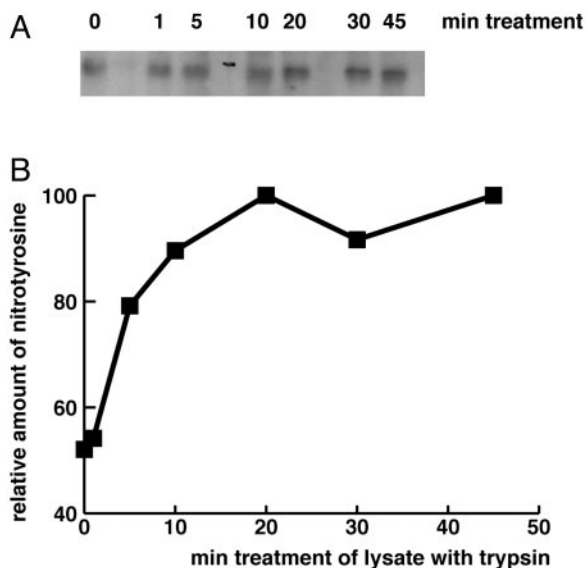 A
0 1 5 10 20 30 45 min treatment
B
100
80
60
40
relative amount of nitrotyrosine
0 10 20 30 40 50
min treatment of lysate with trypsin